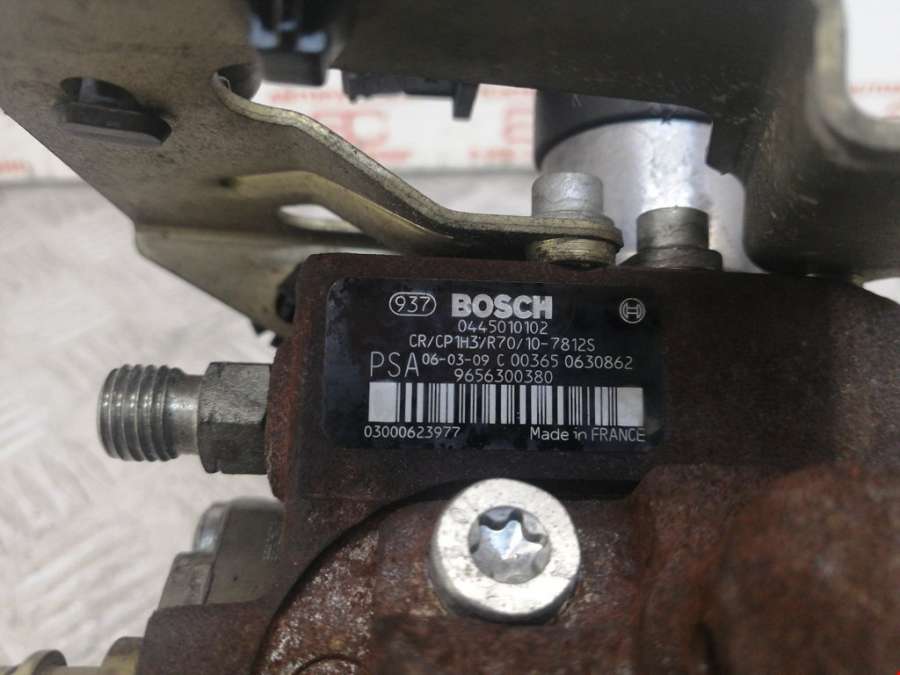 937 BOSCH
0445010102
CR/CP1H3/R70/10-7812S
PSA 06-03-09 C 00365 0630862
9656300380
03000623977 Made in FRANCE